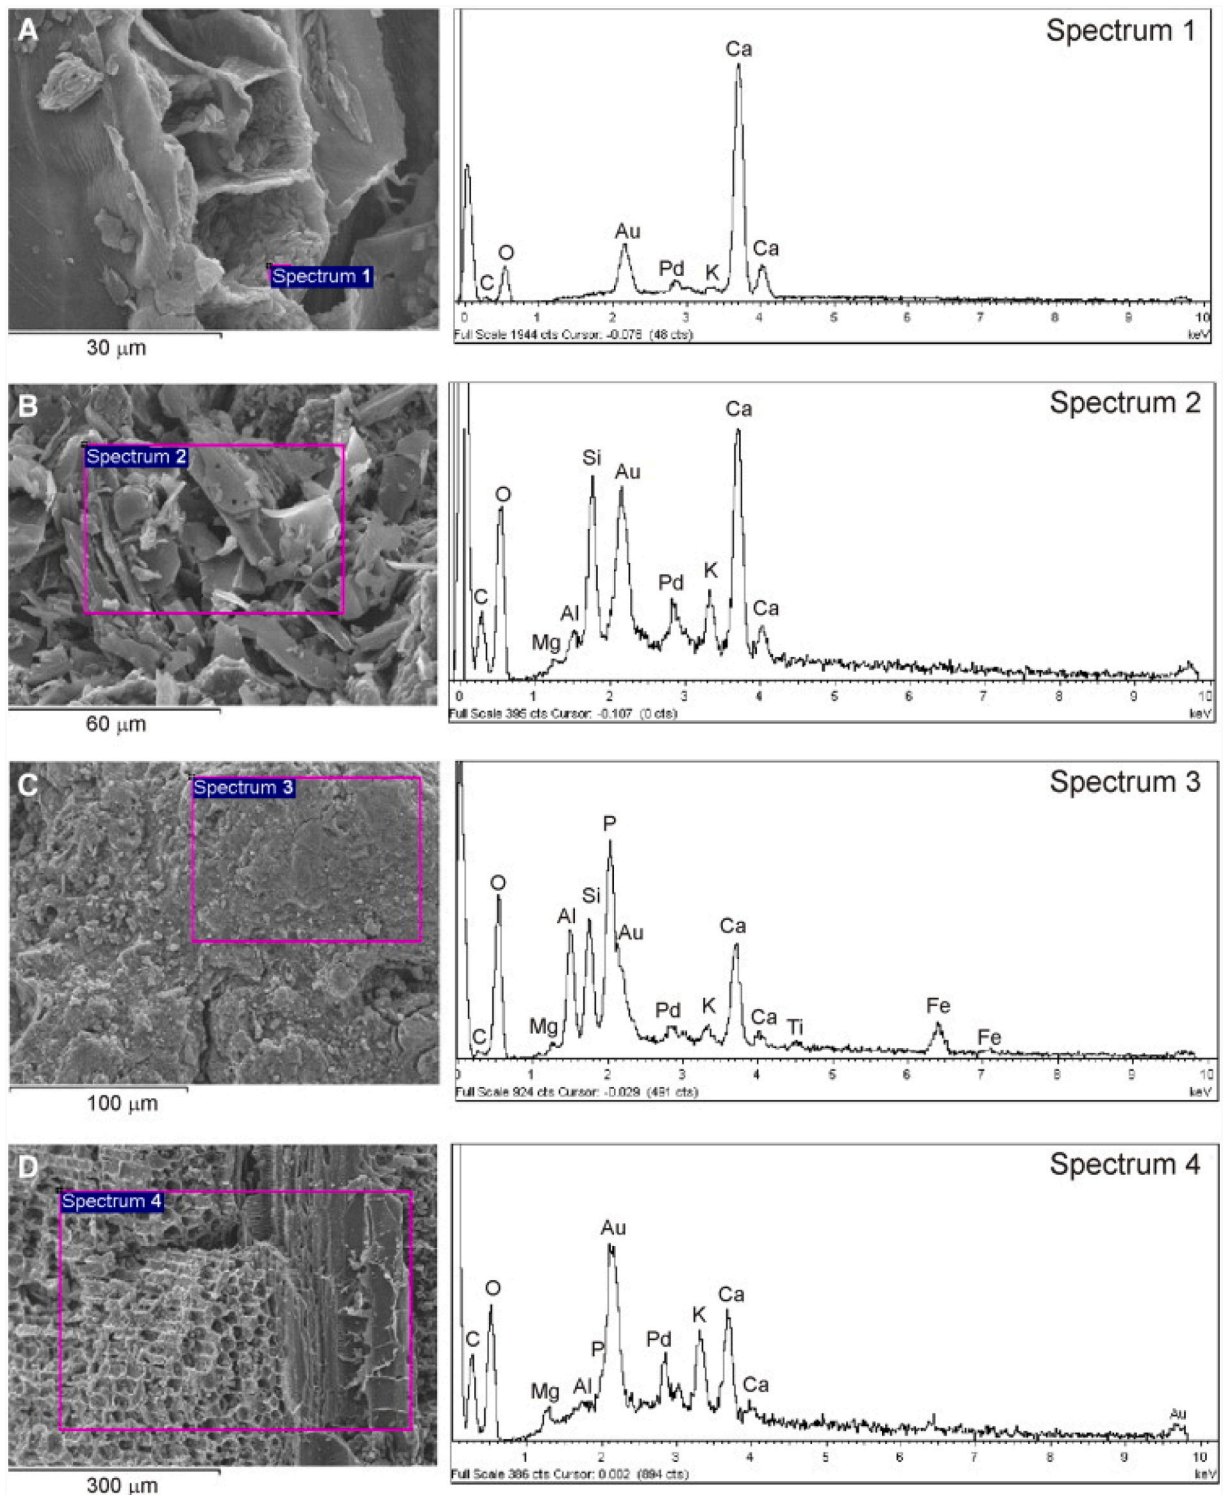 A
Spectrum 1
30 µm
Spectrum 1
C
O
Au
Pd
K
Ca
Ca
0 1 2 3 4 5 6 7 8 9 10
Full Scale 1944 cts Cursor: -0.076 (48 cts)
keV
B
Spectrum 2
60 µm
Spectrum 2
C
O
Mg
Al
Si
Au
Pd
K
Ca
Ca
0 1 2 3 4 5 6 7 8 9 10
Full Scale 395 cts Cursor: -0.107 (0 cts)
keV
C
Spectrum 3
100 µm
Spectrum 3
C
O
Mg
Al
Si
P
Au
Pd
K
Ca
Ca
Ti
Fe
Fe
0 1 2 3 4 5 6 7 8 9 10
Full Scale 924 cts Cursor: -0.029 (491 cts)
keV
D
Spectrum 4
300 µm
Spectrum 4
C
O
Mg
Al
P
Au
Pd
K
Ca
Ca
Au
1 2 3 4 5 6 7 8 9 10
Full Scale 386 cts Cursor: 0.002 (894 cts)
keV